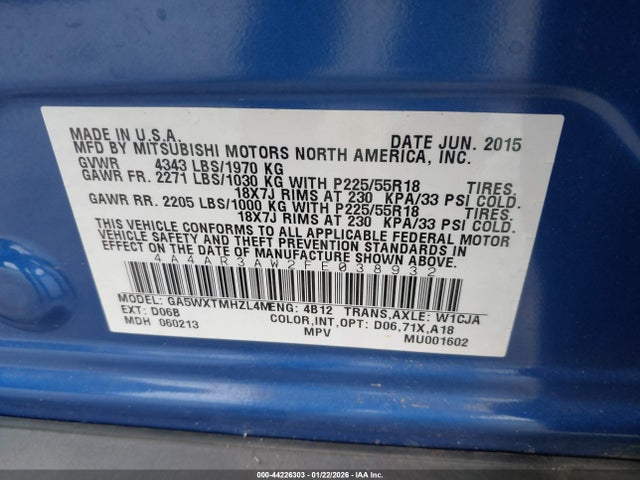 MADE IN U.S.A. DATE JUN. 2015
MFD BY MITSUBISHI MOTORS NORTH AMERICA, INC.
GVWR 4343 LBS/1970 KG
GAWR FR. 2271 LBS/1030 KG WITH P225/55R18 TIRES.
18X7J RIMS AT 230 KPA/33 PSI COLD.
GAWR RR. 2205 LBS/1000 KG WITH P225/55R18 TIRES.
18X7J RIMS AT 230 KPA/33 PSI COLD.
THIS VEHICLE CONFORMS TO ALL APPLICABLE FEDERAL MOTOR
VEHICLE SAFETY AND THEFT PREVENTION STANDARDS IN
EFFECT ON THE DATE OF MANUFACTURE SHOWN ABOVE.
4A4AR3AW2FE038932
MODEL: GA5WXTMHZL4M ENG: 4B12 TRANS,AXLE: W1CJA
EXT: D06B COLOR,INT,OPT: D06,71X,A18
MDH 060213 MPV MU001602
000-44226303 - 01/22/2026 - IAA Inc.